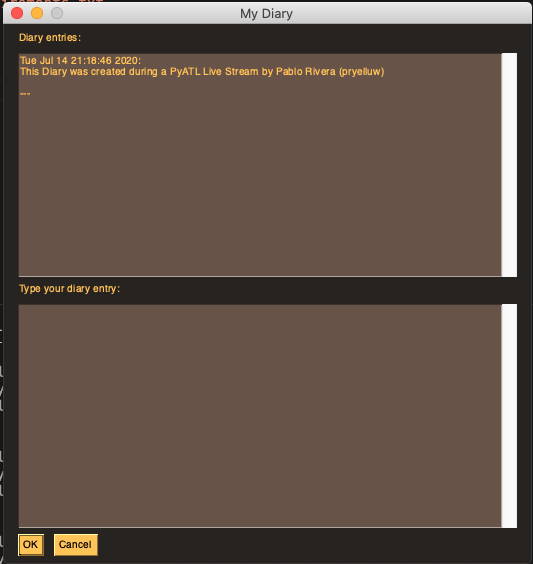 My Diary
Diary entries:
Tue Jul 14 21:18:46 2020:
This Diary was created during a PyATL Live Stream by Pablo Rivera (pryelluw)
---
Type your diary entry:
OK
Cancel